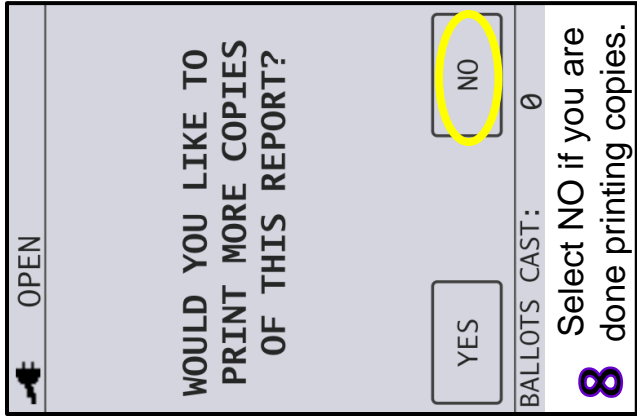 OPEN
WOULD YOU LIKE TO
PRINT MORE COPIES
OF THIS REPORT?
YES NO
BALLOTS CAST: 0
8 Select NO if you are
done printing copies.